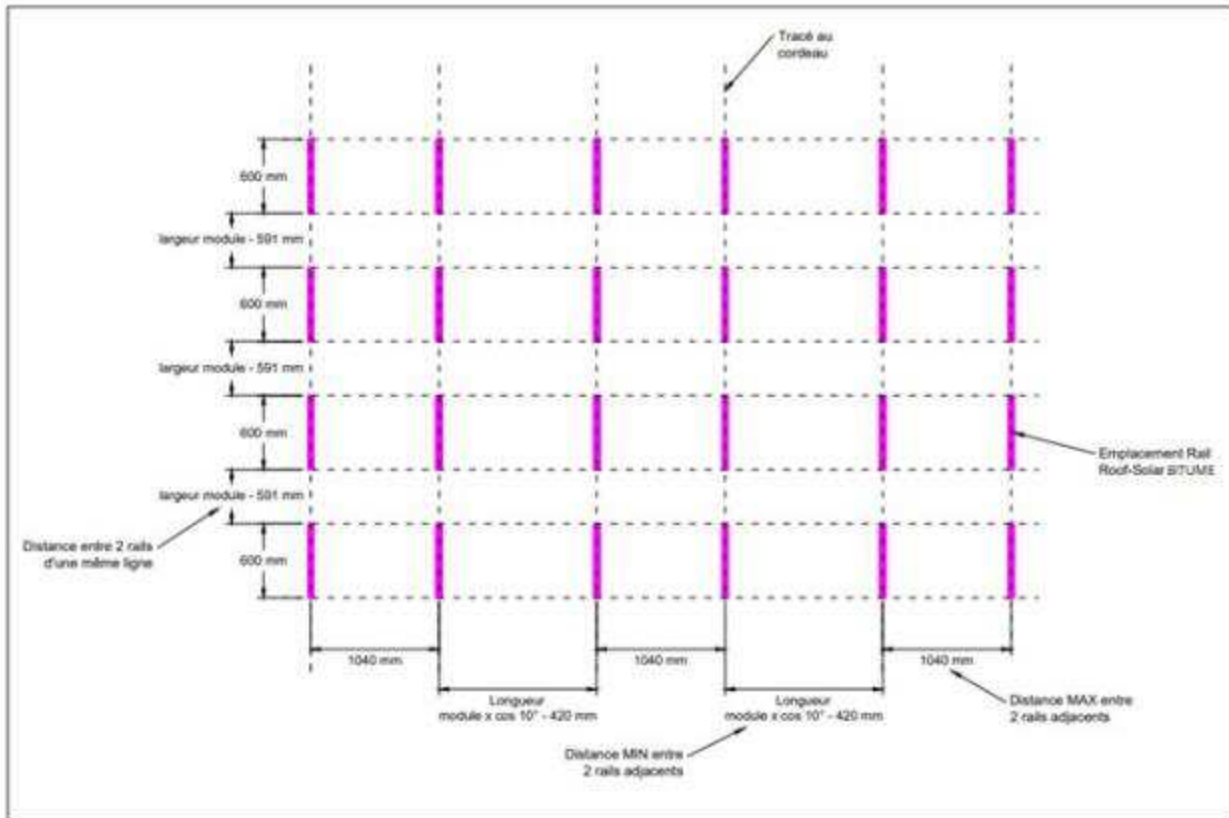 Tracé au
cordeau
600 mm
largeur module - 591 mm
600 mm
largeur module - 591 mm
600 mm
Emplacement Rail
Roof-Solar BITUME
largeur module - 591 mm
Distance entre 2 rails
d'une même ligne
600 mm
1040 mm
1040 mm
1040 mm
Longueur
module x cos 10° - 420 mm
Longueur
module x cos 10° - 420 mm
Distance MAX entre
2 rails adjacents
Distance MIN entre
2 rails adjacents